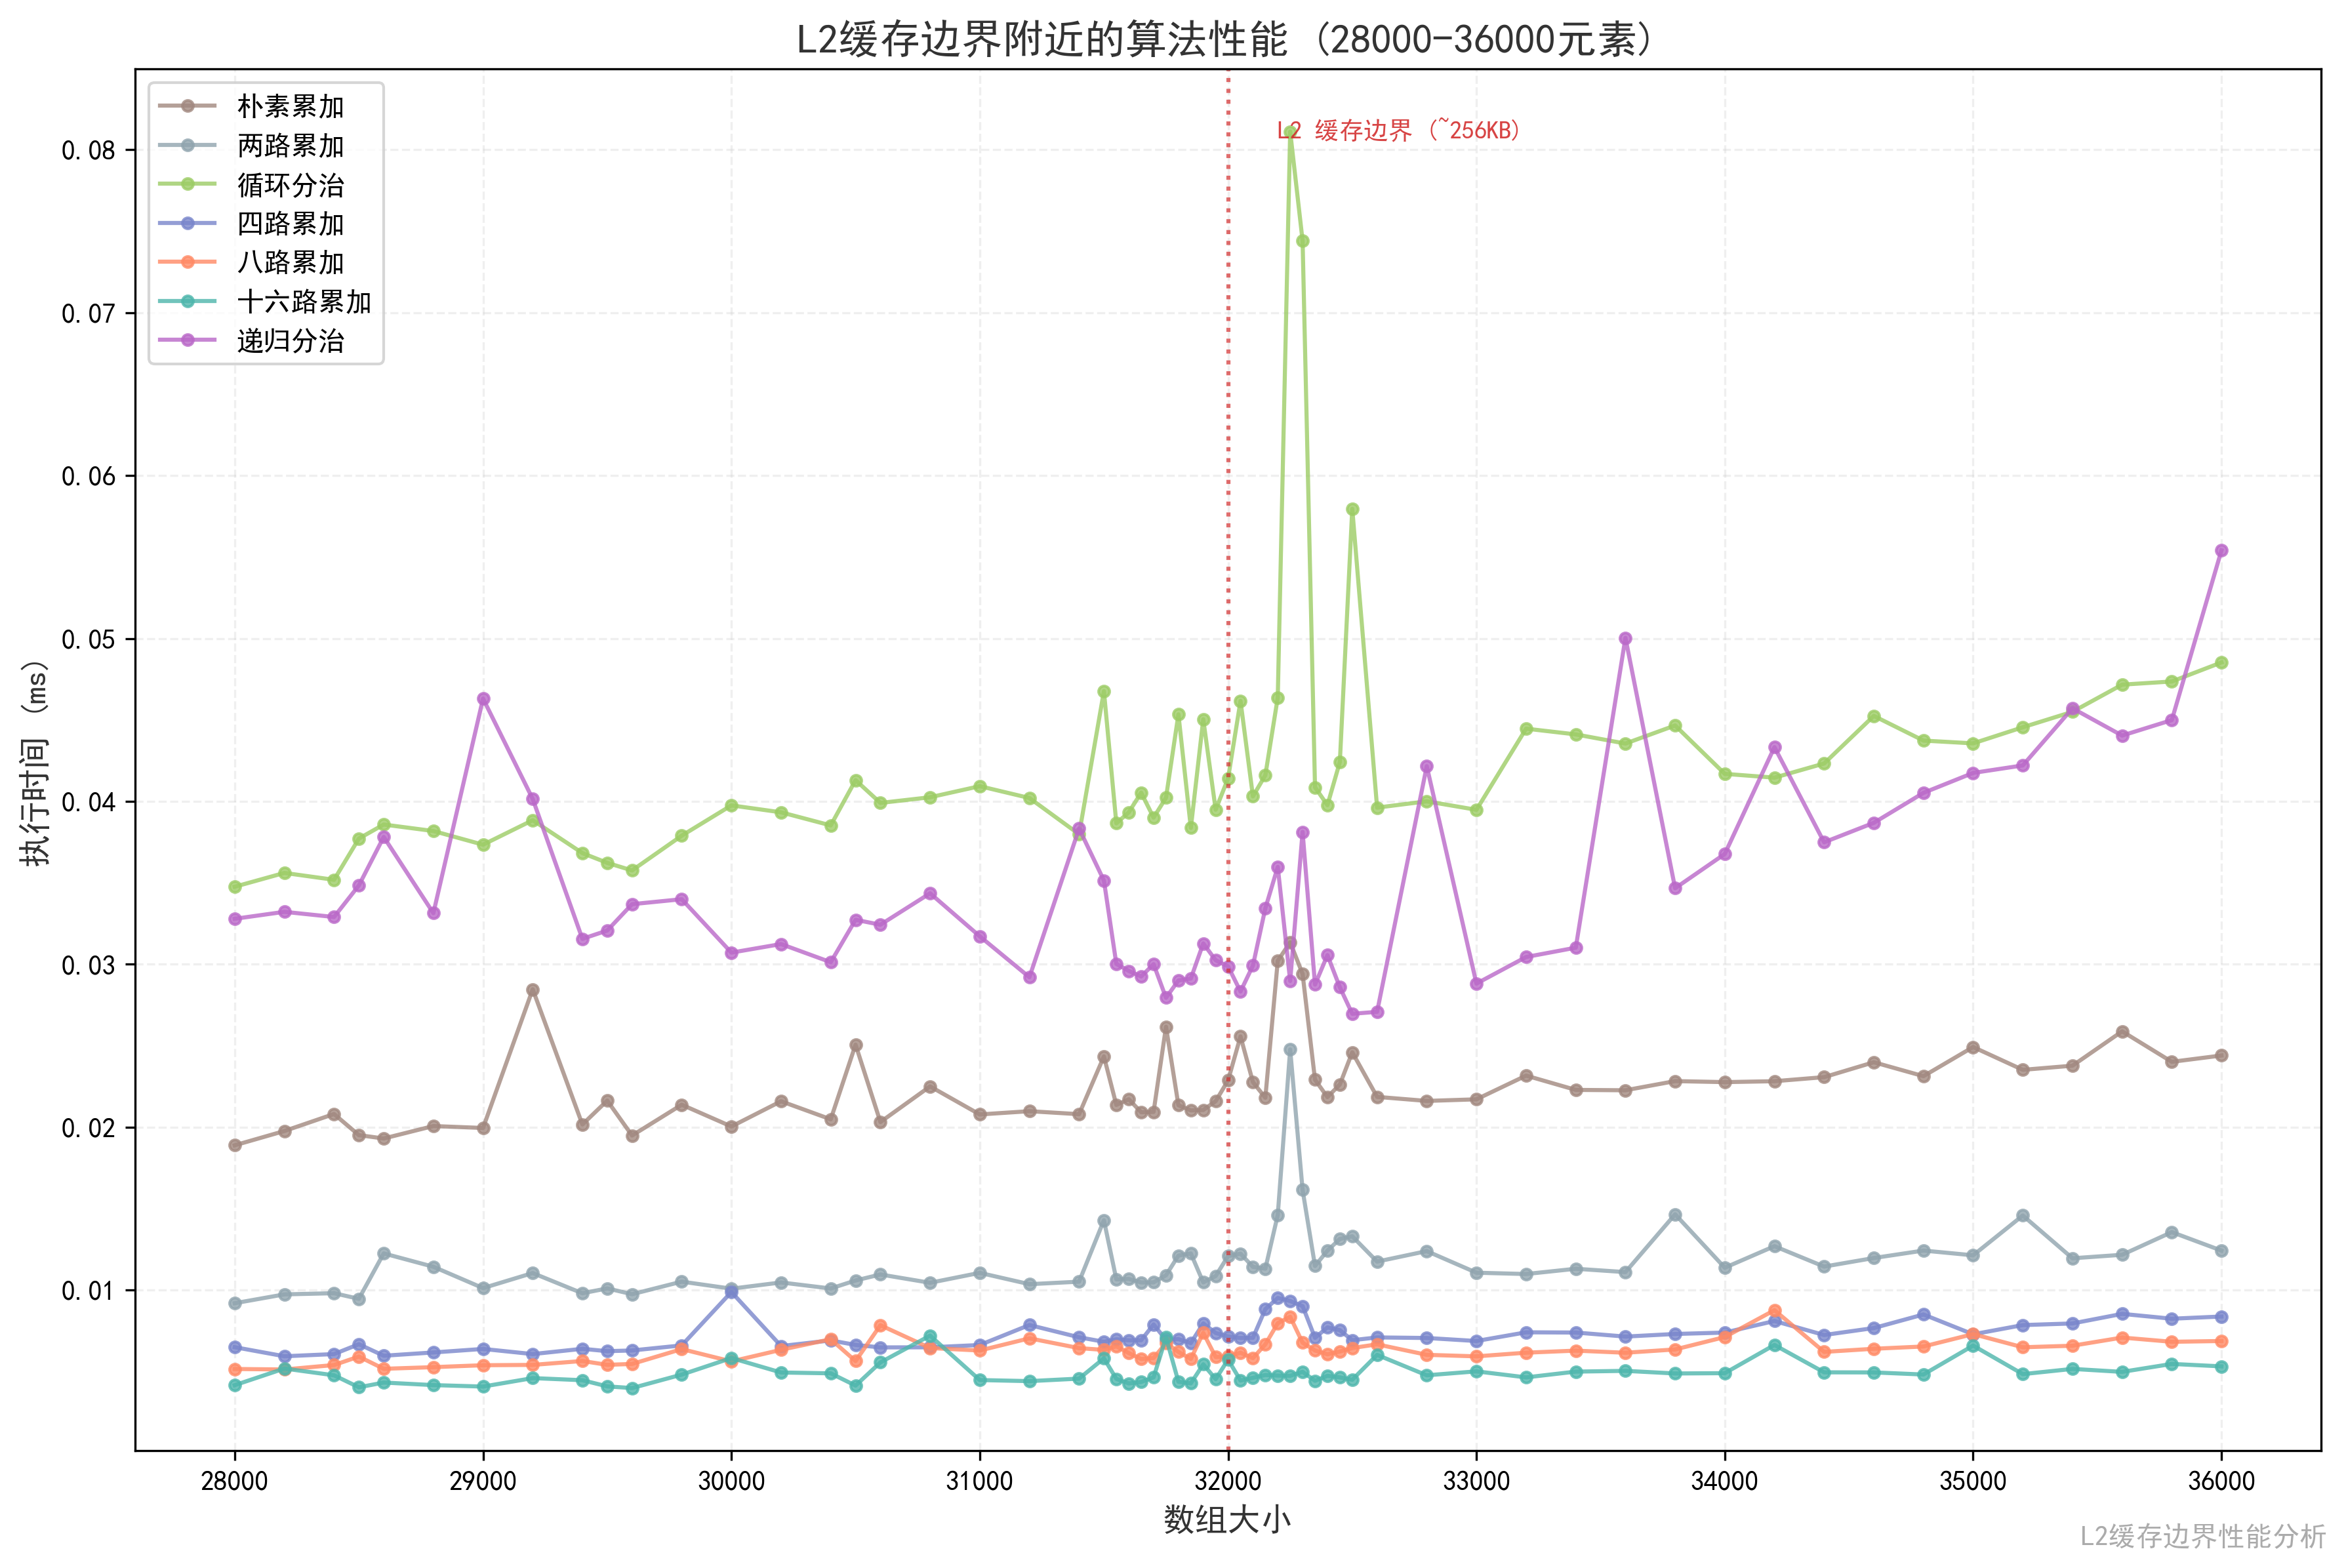 L2缓存边界附近的算法性能 (28000-36000元素)
朴素累加
两路累加
循环分治
四路累加
八路累加
十六路累加
递归分治
L2 缓存边界 (~256KB)
执行时间 (ms)
0.08
0.07
0.06
0.05
0.04
0.03
0.02
0.01
28000 29000 30000 31000 32000 33000 34000 35000 36000
数组大小
L2缓存边界性能分析